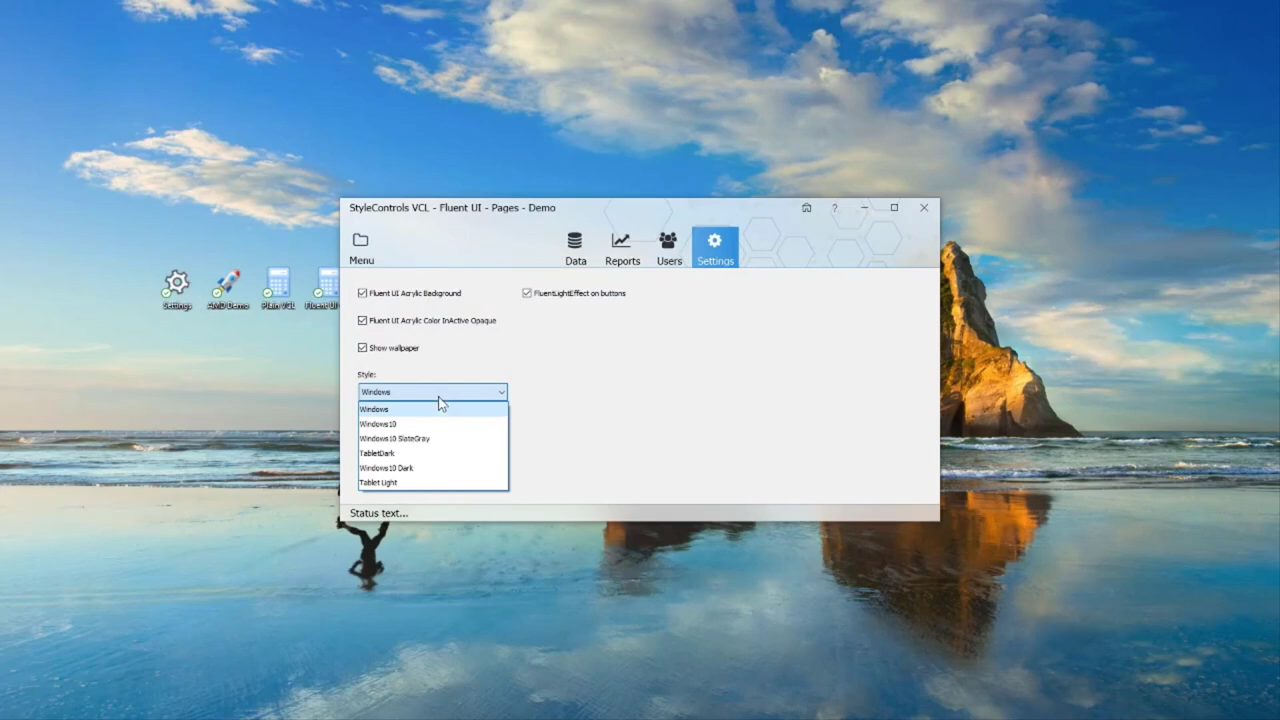 StyleControls VCL - Fluent UI - Pages - Demo
?
Menu
Data
Reports
Users
Settings
Settings
AMD Demo
Plain VCL
Fluent UI
Fluent UI Acrylic Background
FluentLightEffect on buttons
Fluent UI Acrylic Color InActive Opaque
Show wallpaper
Style:
Windows
Windows
Windows10
Windows10 SlateGray
TabletDark
Windows10 Dark
Tablet Light
Status text...